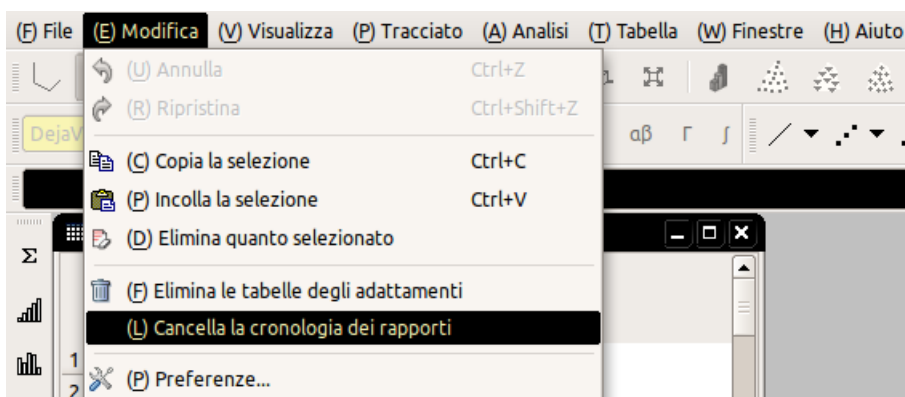 (F) File (E) Modifica (V) Visualizza (P) Tracciato (A) Analisi (T) Tabella (W) Finestre (H) Aiuto
(U) Annulla Ctrl+Z
(R) Ripristina Ctrl+Shift+Z
DejaV αβ Γ ∫
(C) Copia la selezione Ctrl+C
(P) Incolla la selezione Ctrl+V
(D) Elimina quanto selezionato
Σ
(F) Elimina le tabelle degli adattamenti
(L) Cancella la cronologia dei rapporti
1
(P) Preferenze...
2